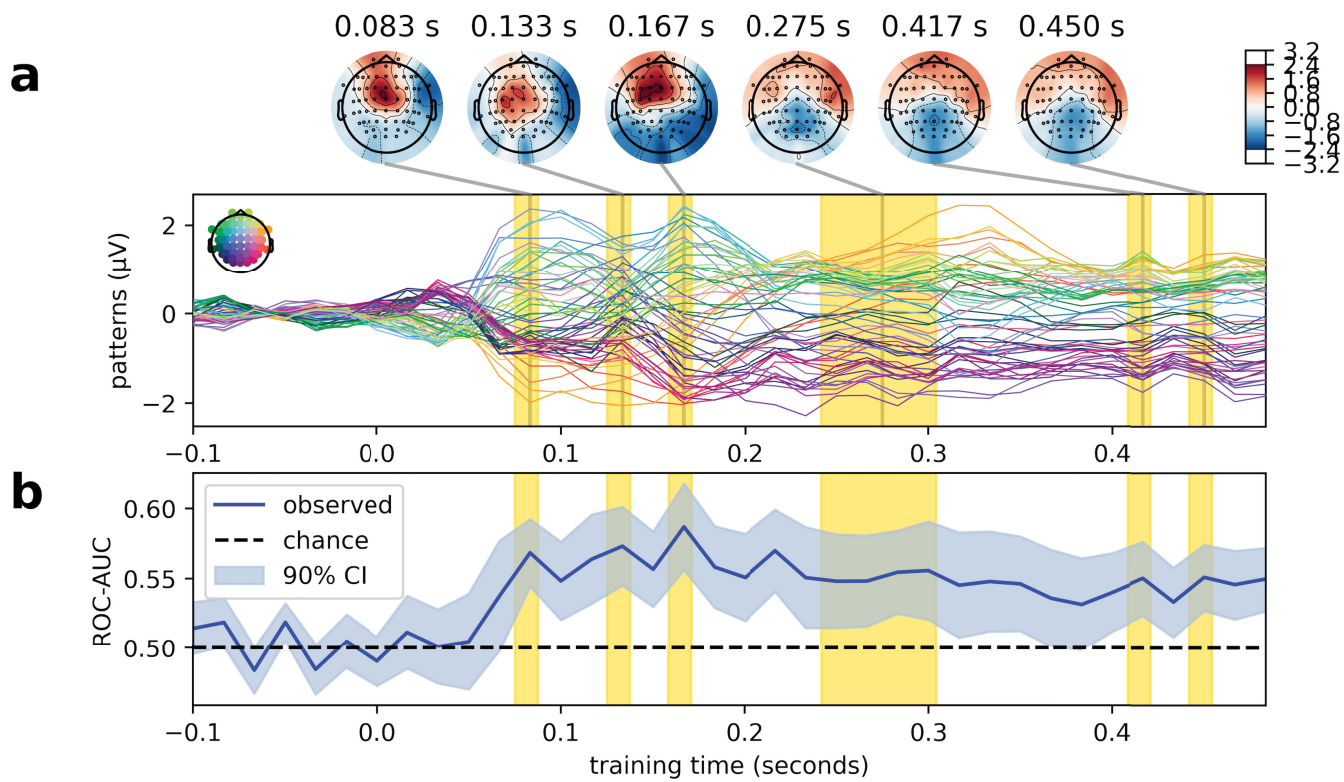 a
0.083 s 0.133 s 0.167 s 0.275 s 0.417 s 0.450 s
3.2
2.4
1.6
0.8
0.0
−0.8
−1.6
−2.4
−3.2
patterns (μV)
2
0
−2
−0.1 0.0 0.1 0.2 0.3 0.4
b
ROC-AUC
0.60
0.55
0.50
observed
chance
90% CI
−0.1 0.0 0.1 0.2 0.3 0.4
training time (seconds)